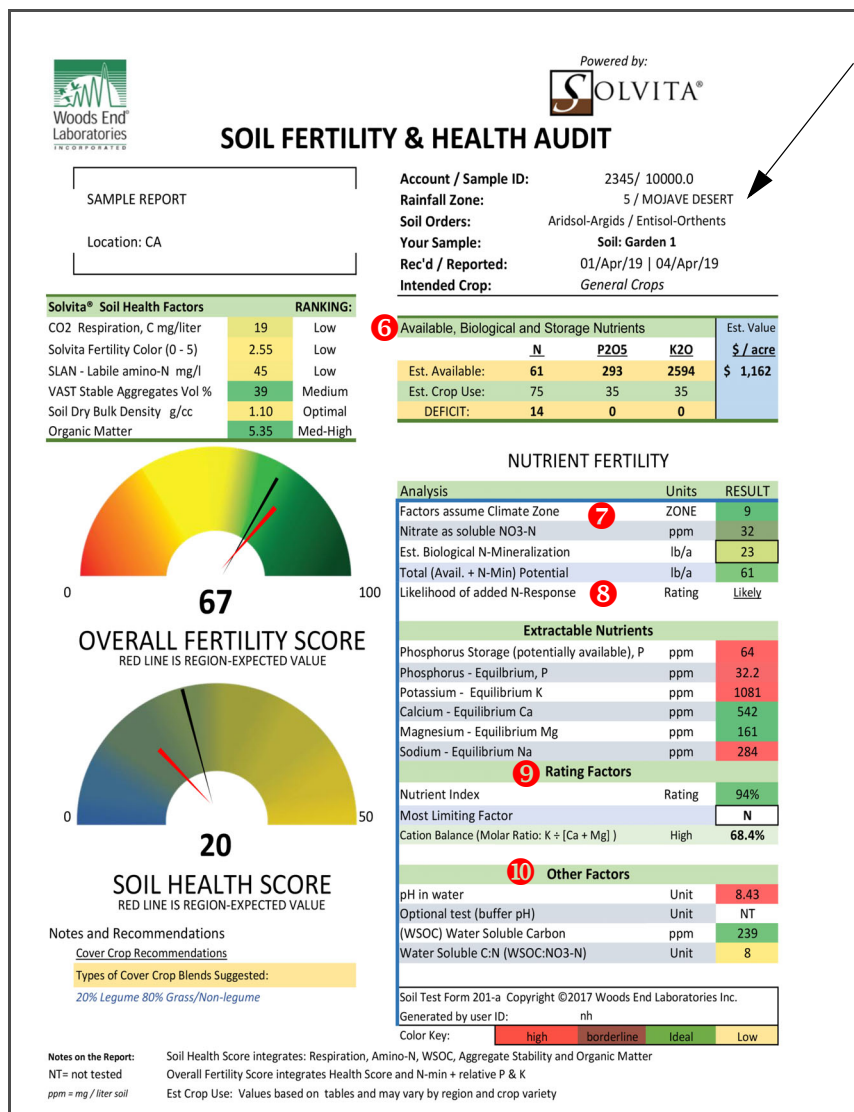 Powered by:
Woods End®
Laboratories
INCORPORATED
SOLVITA®
SOIL FERTILITY & HEALTH AUDIT
SAMPLE REPORT
Location: CA
Account / Sample ID: 2345/ 10000.0
Rainfall Zone: 5 / MOJAVE DESERT
Soil Orders: Aridsol-Argids / Entisol-Orthents
Your Sample: Soil: Garden 1
Rec'd / Reported: 01/Apr/19 | 04/Apr/19
Intended Crop: General Crops
Solvita® Soil Health Factors RANKING:
CO2 Respiration, C mg/liter 19 Low
Solvita Fertility Color (0 - 5) 2.55 Low
SLAN - Labile amino-N mg/l 45 Low
VAST Stable Aggregates Vol % 39 Medium
Soil Dry Bulk Density g/cc 1.10 Optimal
Organic Matter 5.35 Med-High
6 Available, Biological and Storage Nutrients Est. Value
N P2O5 K2O $ / acre
Est. Available: 61 293 2594 $ 1,162
Est. Crop Use: 75 35 35
DEFICIT: 14 0 0
0 100
67
OVERALL FERTILITY SCORE
RED LINE IS REGION-EXPECTED VALUE
0 50
20
SOIL HEALTH SCORE
RED LINE IS REGION-EXPECTED VALUE
Notes and Recommendations
Cover Crop Recommendations
Types of Cover Crop Blends Suggested:
20% Legume 80% Grass/Non-legume
NUTRIENT FERTILITY
Analysis Units RESULT
Factors assume Climate Zone 7 ZONE 9
Nitrate as soluble NO3-N ppm 32
Est. Biological N-Mineralization lb/a 23
Total (Avail. + N-Min) Potential lb/a 61
Likelihood of added N-Response 8 Rating Likely
Extractable Nutrients
Phosphorus Storage (potentially available), P ppm 64
Phosphorus - Equilbrium, P ppm 32.2
Potassium - Equilibrium K ppm 1081
Calcium - Equilibrium Ca ppm 542
Magnesium - Equilibrium Mg ppm 161
Sodium - Equilibrium Na ppm 284
9 Rating Factors
Nutrient Index Rating 94%
Most Limiting Factor N
Cation Balance (Molar Ratio: K ÷ [Ca + Mg] ) High 68.4%
10 Other Factors
pH in water Unit 8.43
Optional test (buffer pH) Unit NT
(WSOC) Water Soluble Carbon ppm 239
Water Soluble C:N (WSOC:NO3-N) Unit 8
Soil Test Form 201-a Copyright ©2017 Woods End Laboratories Inc.
Generated by user ID: nh
Color Key: high borderline Ideal Low
Notes on the Report: Soil Health Score integrates: Respiration, Amino-N, WSOC, Aggregate Stability and Organic Matter
NT= not tested Overall Fertility Score integrates Health Score and N-min + relative P & K
ppm = mg / liter soil Est Crop Use: Values based on tables and may vary by region and crop variety